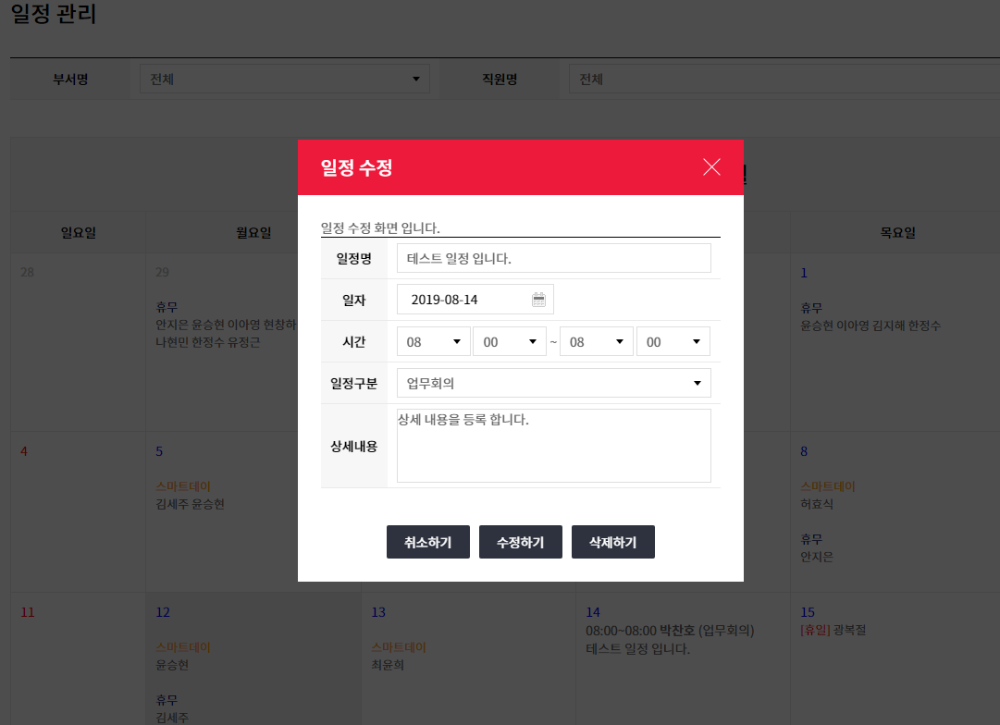 일정 관리
부서명 전체 직원명 전체
일정 수정
일정 수정 화면 입니다.
일정명 테스트 일정 입니다.
일자 2019-08-14
시간 08 00 ~ 08 00
일정구분 업무회의
상세내용 상세 내용을 등록 합니다.
취소하기 수정하기 삭제하기
일요일 월요일 목요일
28
29
휴무
안지은 윤승현 이아영 현창하
나현민 한정수 유정근
1
휴무
윤승현 이아영 김지해 한정수
4
5
스마트데이
김세주 윤승현
8
스마트데이
허효식
휴무
안지은
11
12
스마트데이
윤승현
휴무
김세주
13
스마트데이
최윤희
14
08:00~08:00 박찬호 (업무회의)
테스트 일정 입니다.
15
[휴일] 광복절